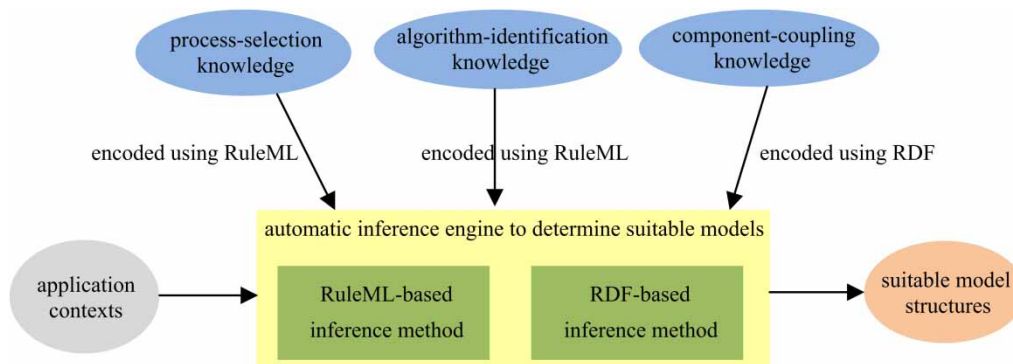 process-selection
knowledge
algorithm-identification
knowledge
component-coupling
knowledge
encoded using RuleML
encoded using RuleML
encoded using RDF
automatic inference engine to determine suitable models
application
contexts
RuleML-based
inference method
RDF-based
inference method
suitable model
structures